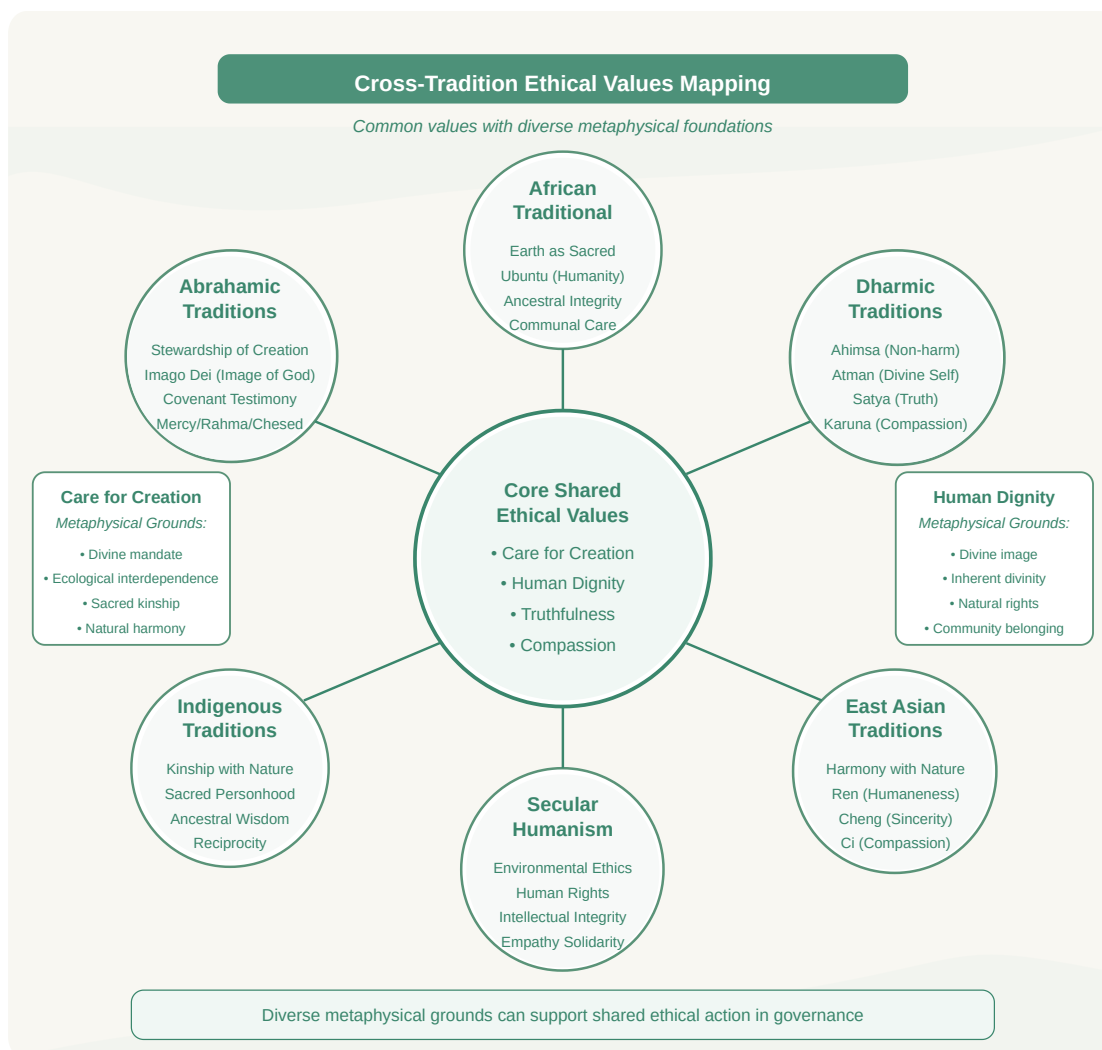 Cross-Tradition Ethical Values Mapping
Common values with diverse metaphysical foundations
African
Traditional
Earth as Sacred
Ubuntu (Humanity)
Ancestral Integrity
Communal Care
Abrahamic
Traditions
Stewardship of Creation
Imago Dei (Image of God)
Covenant Testimony
Mercy/Rahma/Chesed
Dharmic
Traditions
Ahimsa (Non-harm)
Atman (Divine Self)
Satya (Truth)
Karuna (Compassion)
Core Shared
Ethical Values
• Care for Creation
• Human Dignity
• Truthfulness
• Compassion
Care for Creation
Metaphysical Grounds:
• Divine mandate
• Ecological interdependence
• Sacred kinship
• Natural harmony
Human Dignity
Metaphysical Grounds:
• Divine image
• Inherent divinity
• Natural rights
• Community belonging
Indigenous
Traditions
Kinship with Nature
Sacred Personhood
Ancestral Wisdom
Reciprocity
Secular
Humanism
Environmental Ethics
Human Rights
Intellectual Integrity
Empathy Solidarity
East Asian
Traditions
Harmony with Nature
Ren (Humaneness)
Cheng (Sincerity)
Ci (Compassion)
Diverse metaphysical grounds can support shared ethical action in governance